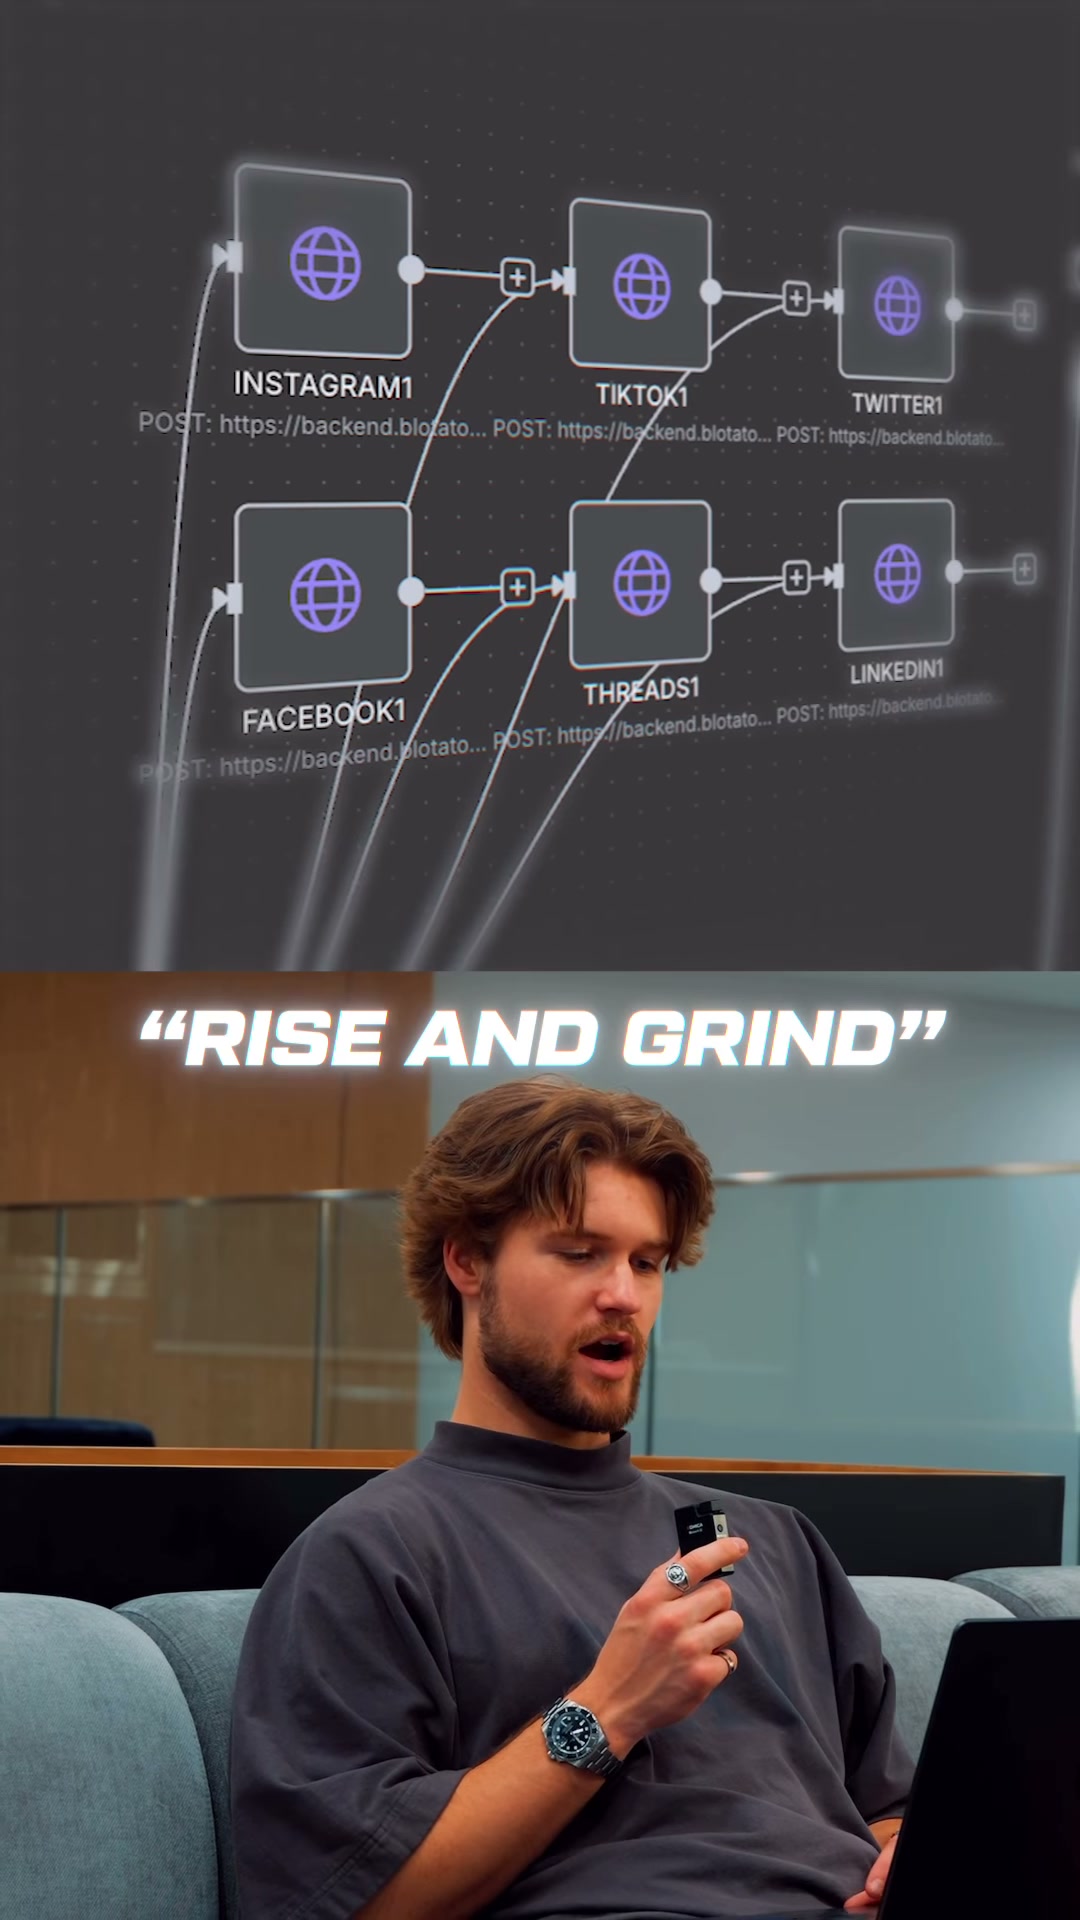 INSTAGRAM1
POST: https://backend.blotato...
TIKTOK1
POST: https://backend.blotato...
TWITTER1
POST: https://backend.blotato...
FACEBOOK1
POST: https://backend.blotato...
THREADS1
POST: https://backend.blotato...
LINKEDIN1
POST: https://backend.blotato...
“RISE AND GRIND”